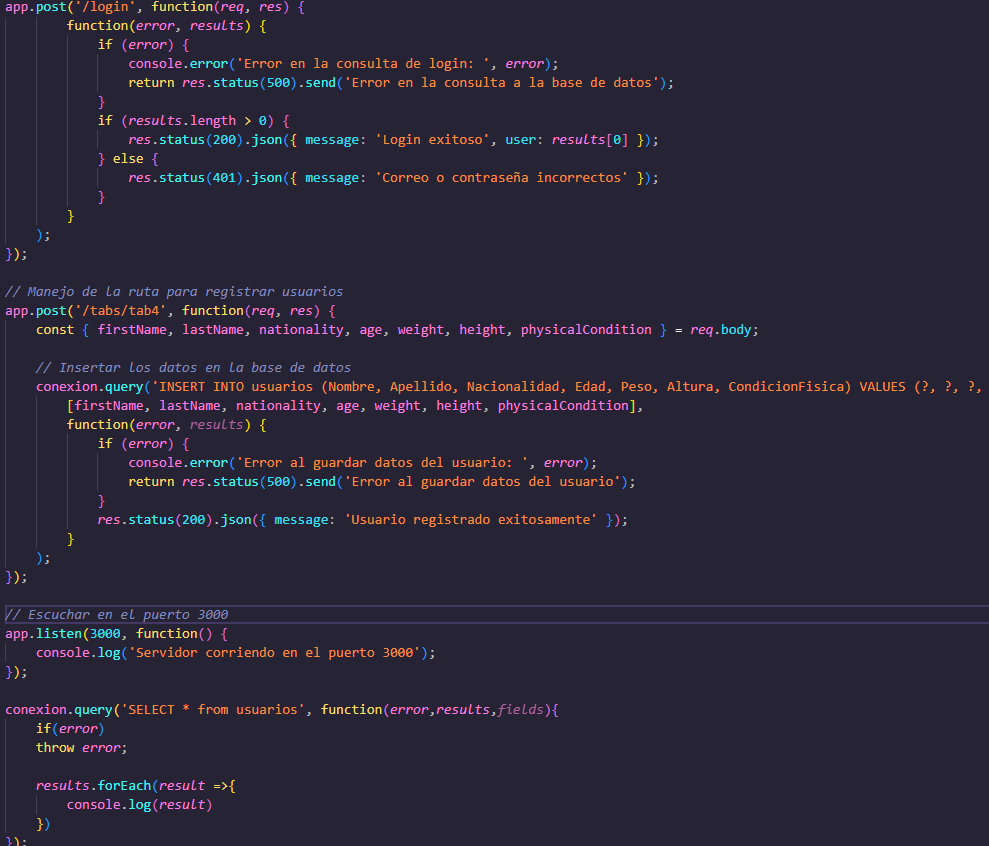 app.post('/login', function(req, res) {
function(error, results) {
if (error) {
console.error('Error en la consulta de login: ', error);
return res.status(500).send('Error en la consulta a la base de datos');
}
if (results.length > 0) {
res.status(200).json({ message: 'Login exitoso', user: results[0] });
} else {
res.status(401).json({ message: 'Correo o contraseña incorrectos' });
}
}
);
});
// Manejo de la ruta para registrar usuarios
app.post('/tabs/tab4', function(req, res) {
const { firstName, lastName, nationality, age, weight, height, physicalCondition } = req.body;
// Insertar los datos en la base de datos
conexion.query('INSERT INTO usuarios (Nombre, Apellido, Nacionalidad, Edad, Peso, Altura, CondicionFisica) VALUES (?, ?, ?,
[firstName, lastName, nationality, age, weight, height, physicalCondition],
function(error, results) {
if (error) {
console.error('Error al guardar datos del usuario: ', error);
return res.status(500).send('Error al guardar datos del usuario');
}
res.status(200).json({ message: 'Usuario registrado exitosamente' });
}
);
});
// Escuchar en el puerto 3000
app.listen(3000, function() {
console.log('Servidor corriendo en el puerto 3000');
});
conexion.query('SELECT * from usuarios', function(error,results,fields){
if(error)
throw error;
results.forEach(result =>{
console.log(result)
})
});